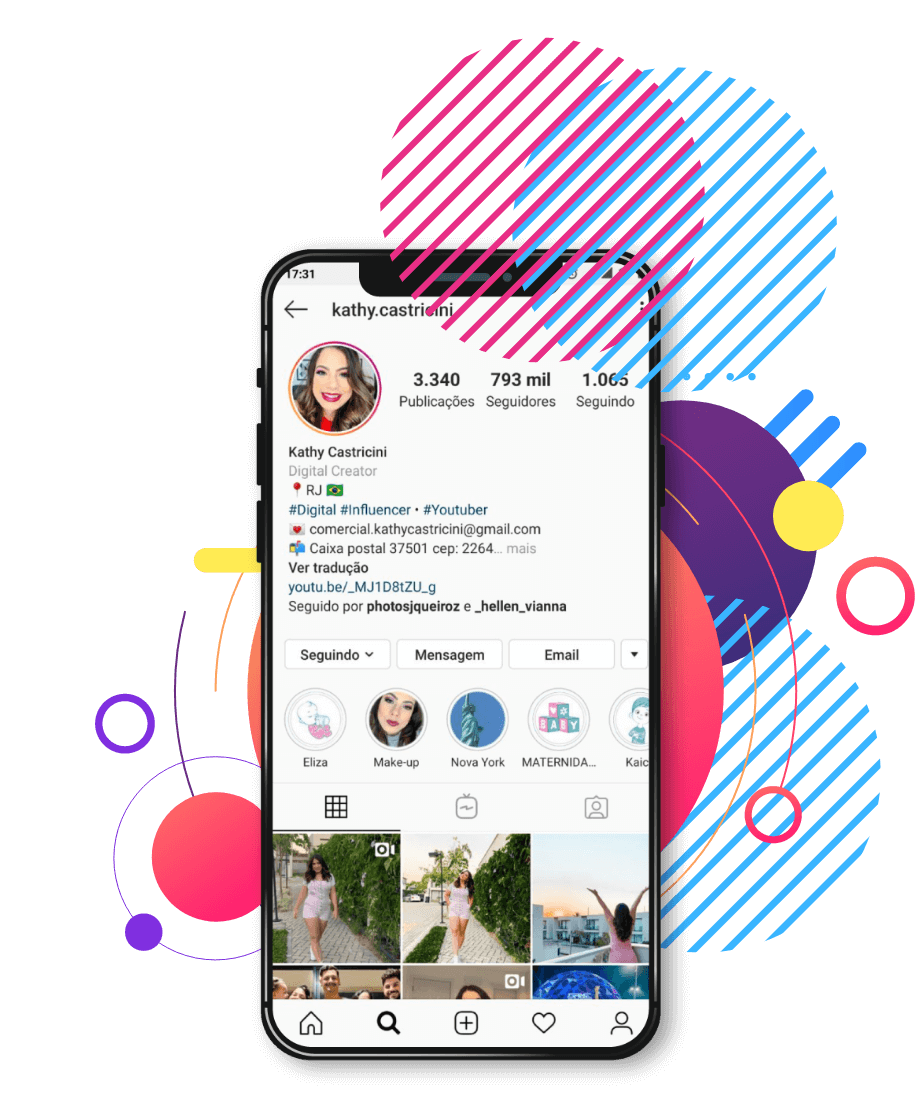 17:31
kathy.castricini
3.340 793 mil 1.065
Publicações Seguidores Seguindo
Kathy Castricini
Digital Creator
RJ
#Digital #Influencer • #Youtuber
comercial.kathycastricini@gmail.com
Caixa postal 37501 cep: 2264... mais
Ver tradução
youtu.be/_MJ1D8tZU_g
Seguido por photosjqueiroz e _hellen_vianna
Seguindo Mensagem Email
Eliza Make-up Nova York MATERNIDA... Kaic
BABY